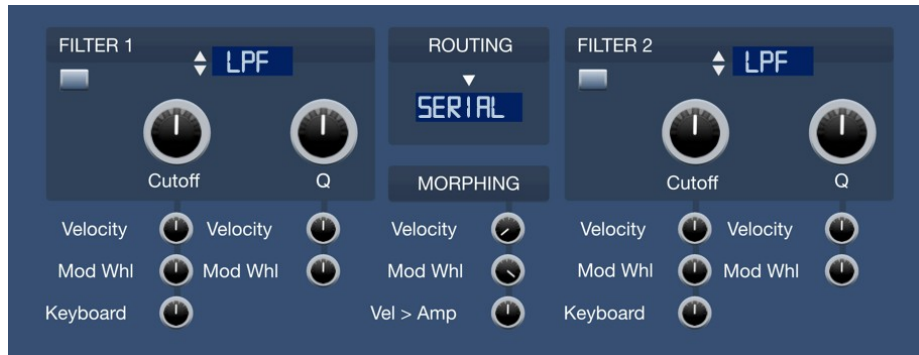 FILTER 1
LPF
Cutoff
Q
Velocity
Velocity
Mod Whl
Mod Whl
Keyboard
ROUTING
SERIAL
MORPHING
Velocity
Mod Whl
Vel > Amp
FILTER 2
LPF
Cutoff
Q
Velocity
Velocity
Mod Whl
Mod Whl
Keyboard